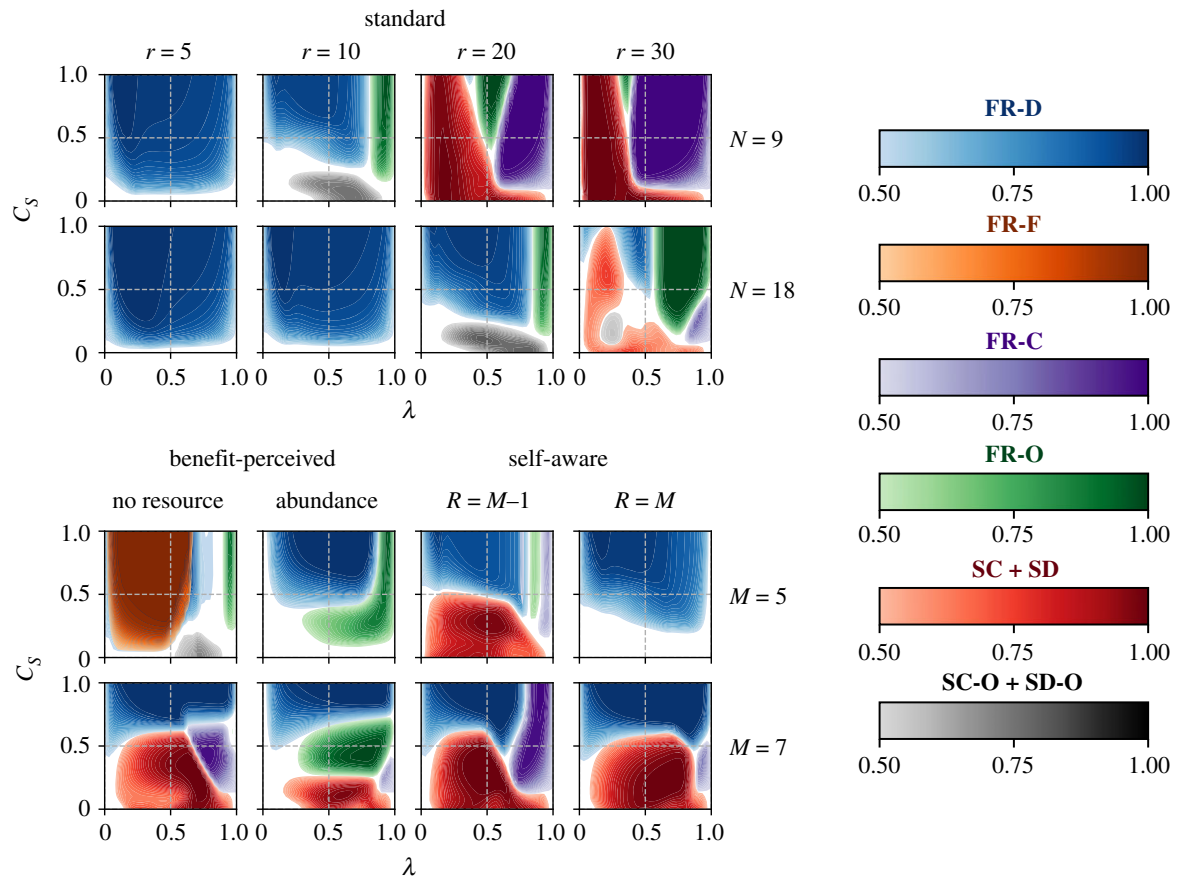 standard
r = 5 r = 10 r = 20 r = 30
1.0
0.5
0
N = 9
1.0
0.5
0
N = 18
C_S
0 0.5 1.0 0 0.5 1.0 0 0.5 1.0 0 0.5 1.0
λ
benefit-perceived self-aware
no resource abundance R = M–1 R = M
1.0
0.5
0
M = 5
1.0
0.5
0
M = 7
C_S
0 0.5 1.0 0 0.5 1.0 0 0.5 1.0 0 0.5 1.0
λ
FR-D
0.50 0.75 1.00
FR-F
0.50 0.75 1.00
FR-C
0.50 0.75 1.00
FR-O
0.50 0.75 1.00
SC + SD
0.50 0.75 1.00
SC-O + SD-O
0.50 0.75 1.00